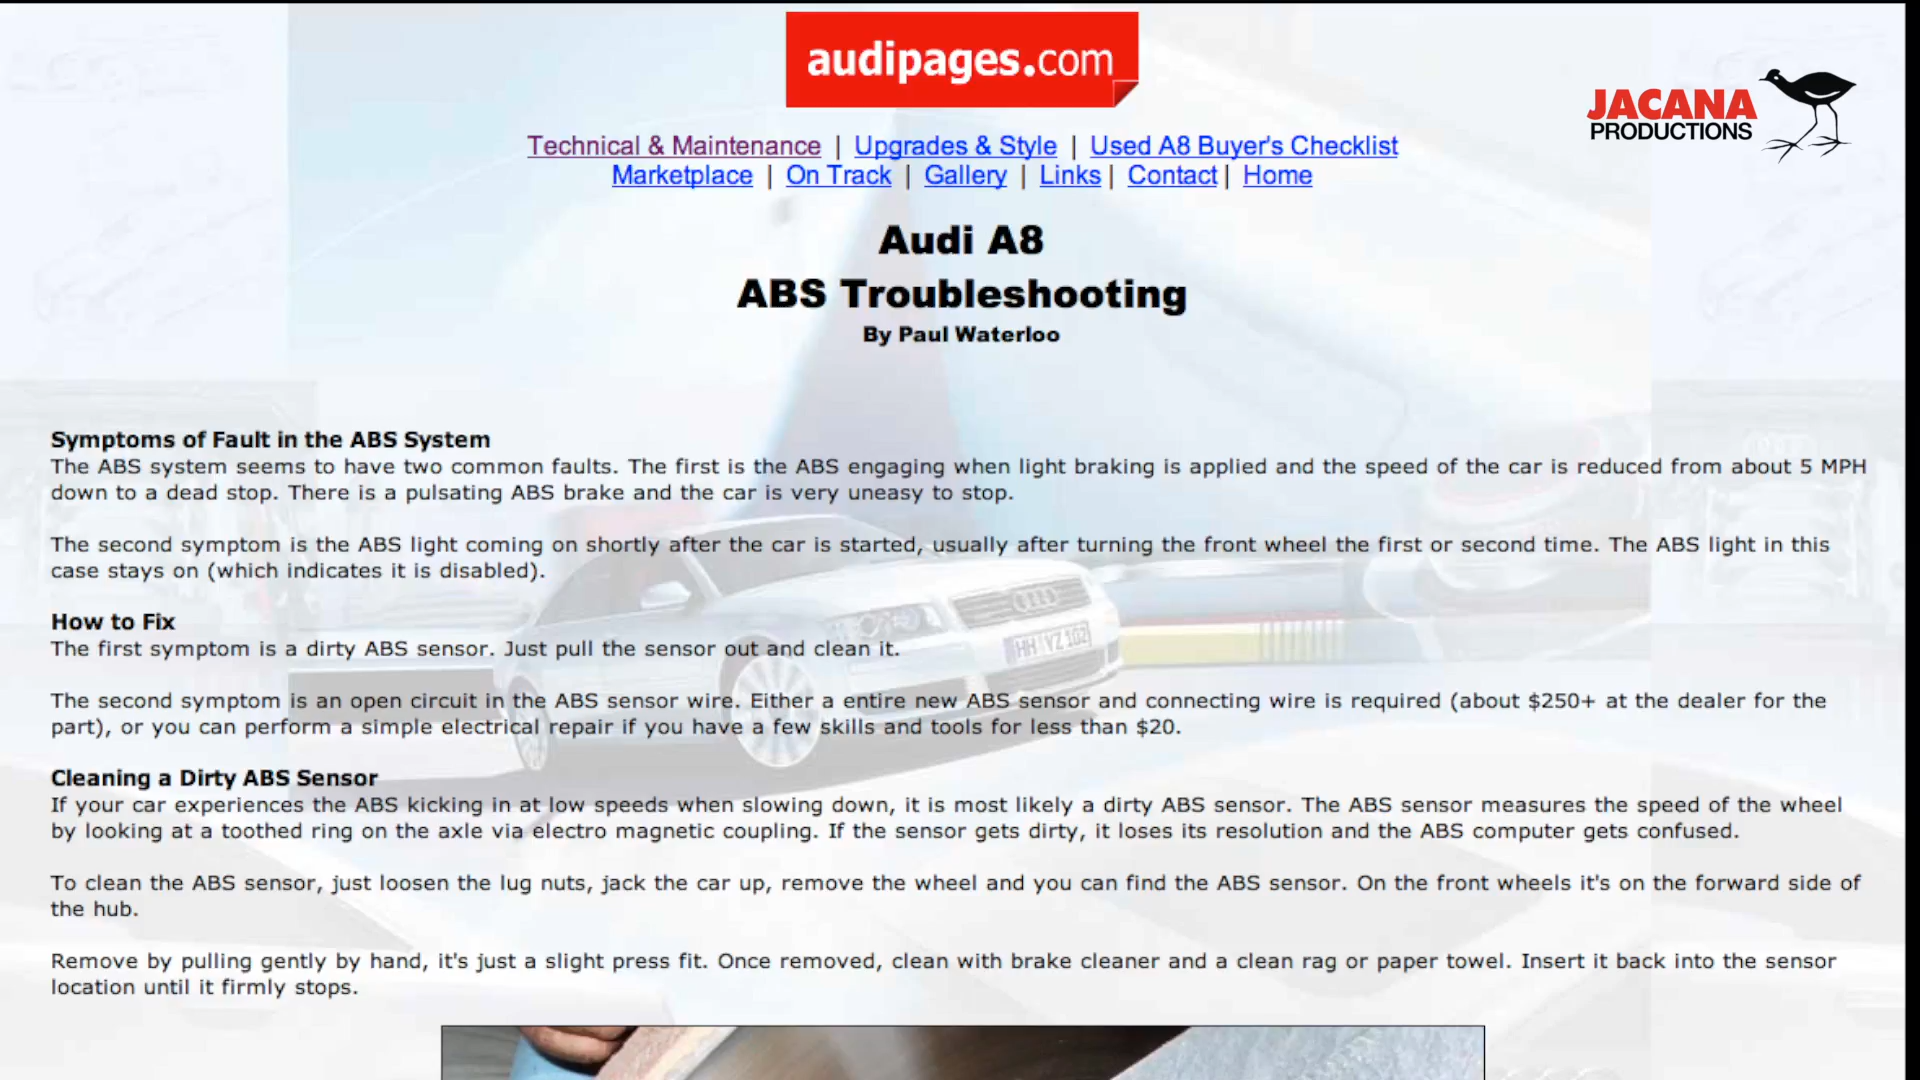 audipages.com
JACANA
PRODUCTIONS
Technical & Maintenance | Upgrades & Style | Used A8 Buyer's Checklist
Marketplace | On Track | Gallery | Links | Contact | Home
Audi A8
ABS Troubleshooting
By Paul Waterloo
Symptoms of Fault in the ABS System
The ABS system seems to have two common faults. The first is the ABS engaging when light braking is applied and the speed of the car is reduced from about 5 MPH
down to a dead stop. There is a pulsating ABS brake and the car is very uneasy to stop.
The second symptom is the ABS light coming on shortly after the car is started, usually after turning the front wheel the first or second time. The ABS light in this
case stays on (which indicates it is disabled).
How to Fix
The first symptom is a dirty ABS sensor. Just pull the sensor out and clean it.
The second symptom is an open circuit in the ABS sensor wire. Either a entire new ABS sensor and connecting wire is required (about $250+ at the dealer for the
part), or you can perform a simple electrical repair if you have a few skills and tools for less than $20.
HH VZ 102
Cleaning a Dirty ABS Sensor
If your car experiences the ABS kicking in at low speeds when slowing down, it is most likely a dirty ABS sensor. The ABS sensor measures the speed of the wheel
by looking at a toothed ring on the axle via electro magnetic coupling. If the sensor gets dirty, it loses its resolution and the ABS computer gets confused.
To clean the ABS sensor, just loosen the lug nuts, jack the car up, remove the wheel and you can find the ABS sensor. On the front wheels it's on the forward side of
the hub.
Remove by pulling gently by hand, it's just a slight press fit. Once removed, clean with brake cleaner and a clean rag or paper towel. Insert it back into the sensor
location until it firmly stops.